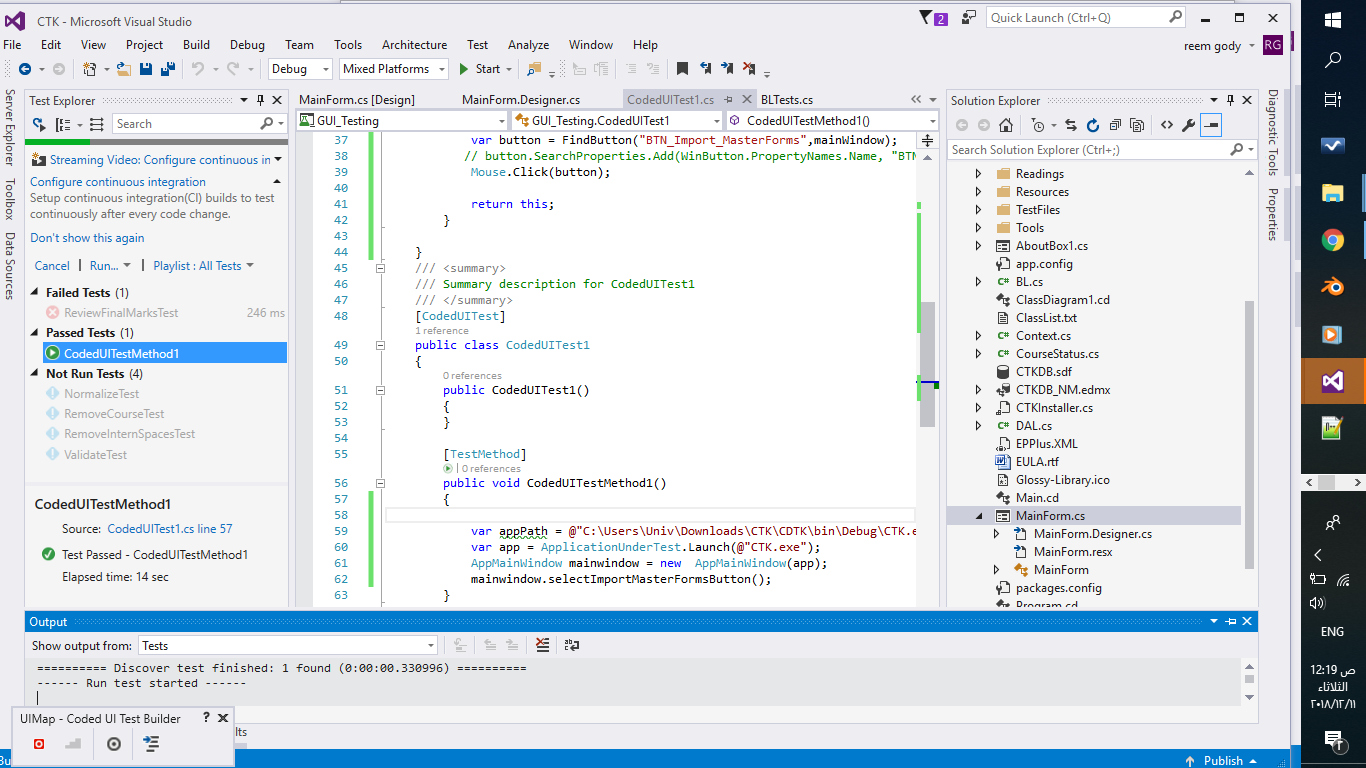 CTK - Microsoft Visual Studio
2
Quick Launch (Ctrl+Q)
File Edit View Project Build Debug Team Tools Architecture Test Analyze Window Help
reem gody RG
Debug Mixed Platforms Start
Server Explorer
Toolbox
Data Sources
Test Explorer
Search
Streaming Video: Configure continuous in
Configure continuous integration
Setup continuous integration(CI) builds to test
continuously after every code change.
Don't show this again
Cancel Run... Playlist : All Tests
Failed Tests (1)
ReviewFinalMarksTest 246 ms
Passed Tests (1)
CodedUITestMethod1
Not Run Tests (4)
NormalizeTest
RemoveCourseTest
RemoveInternSpacesTest
ValidateTest
CodedUITestMethod1
Source: CodedUITest1.cs line 57
Test Passed - CodedUITestMethod1
Elapsed time: 14 sec
MainForm.cs [Design] MainForm.Designer.cs CodedUITest1.cs BLTests.cs
GUI_Testing GUI_Testing.CodedUITest1 CodedUITestMethod1()
37 var button = FindButton("BTN_Import_MasterForms",mainWindow);
38 // button.SearchProperties.Add(WinButton.PropertyNames.Name, "BTN
39 Mouse.Click(button);
40
41 return this;
42 }
43
44 }
45 /// <summary>
46 /// Summary description for CodedUITest1
47 /// </summary>
48 [CodedUITest]
1 reference
49 public class CodedUITest1
50 {
0 references
51 public CodedUITest1()
52 {
53 }
54
55 [TestMethod]
| 0 references
56 public void CodedUITestMethod1()
57 {
58
59 var appPath = @"C:\Users\Univ\Downloads\CTK\CDTK\bin\Debug\CTK.e
60 var app = ApplicationUnderTest.Launch(@"CTK.exe");
61 AppMainWindow mainwindow = new AppMainWindow(app);
62 mainwindow.selectImportMasterFormsButton();
63 }
Solution Explorer
Search Solution Explorer (Ctrl+;)
Readings
Resources
TestFiles
Tools
AboutBox1.cs
app.config
C# BL.cs
ClassDiagram1.cd
ClassList.txt
C# Context.cs
C# CourseStatus.cs
CTKDB.sdf
CTKDB_NM.edmx
CTKInstaller.cs
C# DAL.cs
EPPlus.XML
EULA.rtf
Glossy-Library.ico
Main.cd
MainForm.cs
MainForm.Designer.cs
MainForm.resx
MainForm
packages.config
Program.cd
Diagnostic Tools
Properties
Output
Show output from: Tests
========== Discover test finished: 1 found (0:00:00.330996) ==========
------ Run test started ------
UIMap - Coded UI Test Builder ?
lts
Bu
Publish
ENG
12:19 ص
الثلاثاء
٢٠١٨/١٢/١١
٢